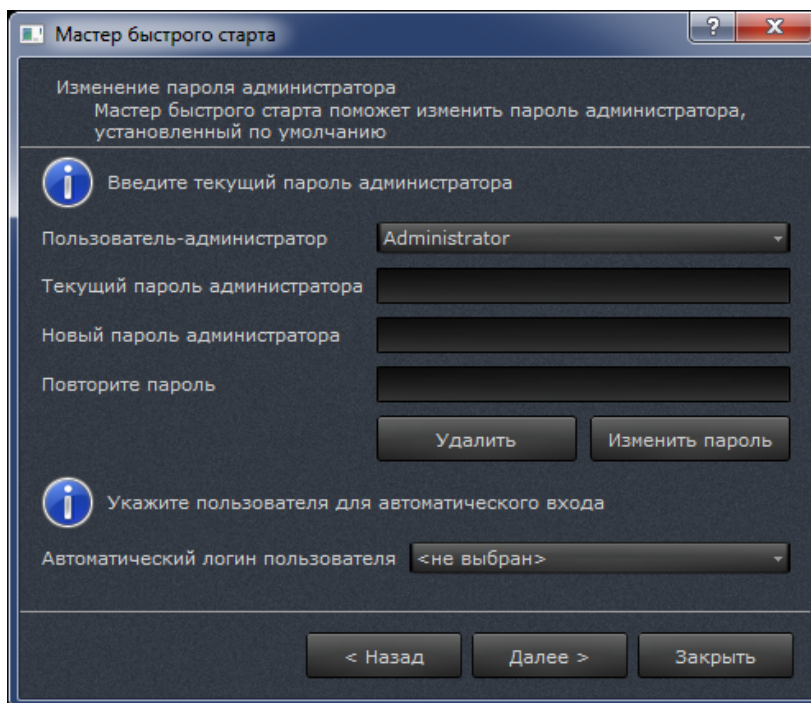 Мастер быстрого старта
?
X
Изменение пароля администратора
Мастер быстрого старта поможет изменить пароль администратора,
установленный по умолчанию
Введите текущий пароль администратора
Пользователь-администратор Administrator
Текущий пароль администратора
Новый пароль администратора
Повторите пароль
Удалить Изменить пароль
Укажите пользователя для автоматического входа
Автоматический логин пользователя <не выбран>
< Назад Далее > Закрыть